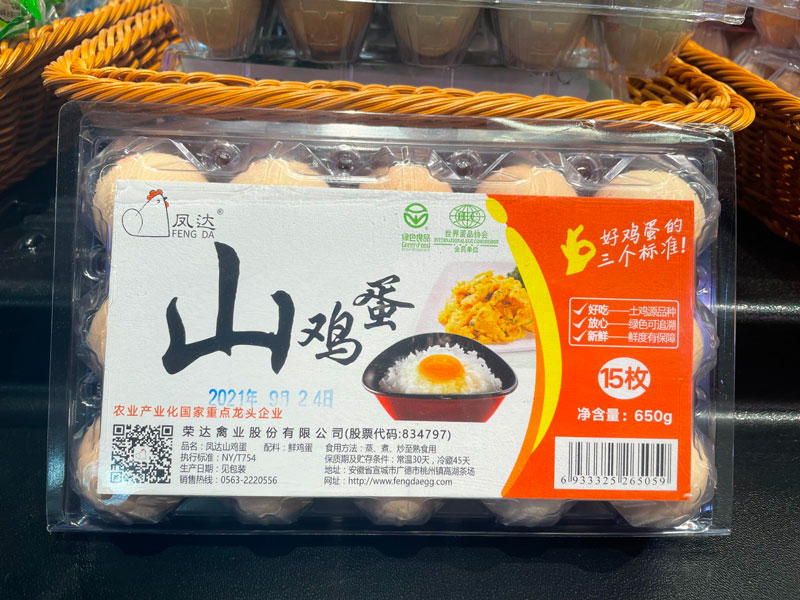 凤达®
FENG DA
绿色食品
GreenFood
世界蛋品协会
INTERNATIONAL EGG COMMISSION
会员单位
好鸡蛋的
三个标准!
山鸡蛋
好吃——土鸡源品种
放心——绿色可追溯
新鲜——鲜度有保障
15枚
净含量：650g
2021年 9月 24日
农业产业化国家重点龙头企业
荣达禽业股份有限公司(股票代码:834797)
品名：凤达山鸡蛋 配料：鲜鸡蛋 食用方法：蒸、煮、炒至熟食用
执行标准：NY/T754 保质期及贮存条件：常温30天，冷藏45天
生产日期：见包装 地址：安徽省宣城市广德市桃州镇高湖茶场
销售热线：0563-2220556 网址：http://www.fengdaegg.com
6933325265059